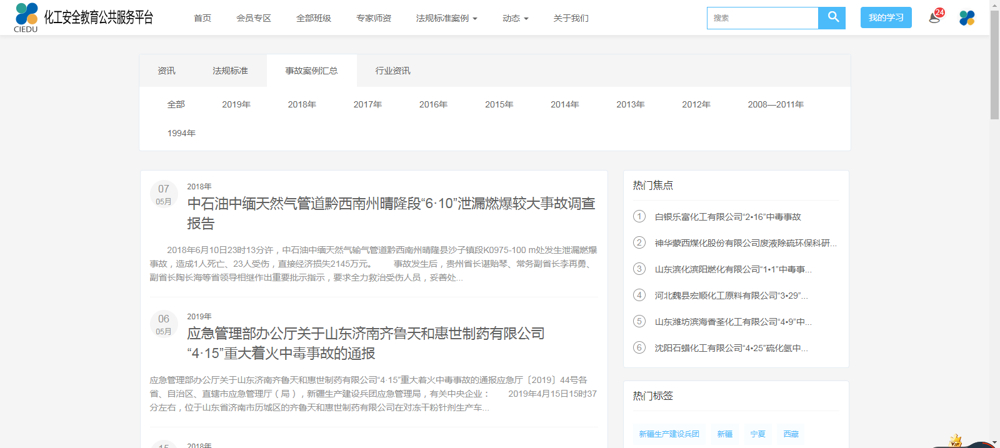 CIEDU
化工安全教育公共服务平台
首页 会员专区 全部班级 专家师资 法规标准案例 动态 关于我们
搜索
我的学习
24
资讯 法规标准 事故案例汇总 行业资讯
全部 2019年 2018年 2017年 2016年 2015年 2014年 2013年 2012年 2008—2011年
1994年
07
05月
2018年
中石油中缅天然气管道黔西南州晴隆段“6·10”泄漏燃爆较大事故调查
报告
2018年6月10日23时13分许，中石油中缅天然气输气管道黔西南州晴隆县沙子镇段K0975-100 m处发生泄漏燃爆
事故，造成1人死亡、23人受伤，直接经济损失2145万元。 事故发生后，贵州省长谌贻琴、常务副省长李再勇、
副省长陶长海等省领导相继作出重要批示指示，要求全力救治受伤人员，妥善处...
06
05月
2019年
应急管理部办公厅关于山东济南齐鲁天和惠世制药有限公司
“4·15”重大着火中毒事故的通报
应急管理部办公厅关于山东济南齐鲁天和惠世制药有限公司“4·15”重大着火中毒事故的通报应急厅〔2019〕44号各
省、自治区、直辖市应急管理厅（局），新疆生产建设兵团应急管理局，有关中央企业： 2019年4月15日15时37
分左右，位于山东省济南市历城区的齐鲁天和惠世制药有限公司在对冻干粉针剂生产车...
15
2018年
热门焦点
1 白银乐富化工有限公司“2•16”中毒事故
2 神华蒙西煤化股份有限公司废液除硫环保科研...
3 山东滨化滨阳燃化有限公司“1•1”中毒事...
4 河北魏县宏顺化工原料有限公司“3•29”...
5 山东潍坊滨海香荃化工有限公司“4•9”中...
6 沈阳石蜡化工有限公司“4•25”硫化氢中...
热门标签
新疆生产建设兵团 新疆 宁夏 西藏
VIP